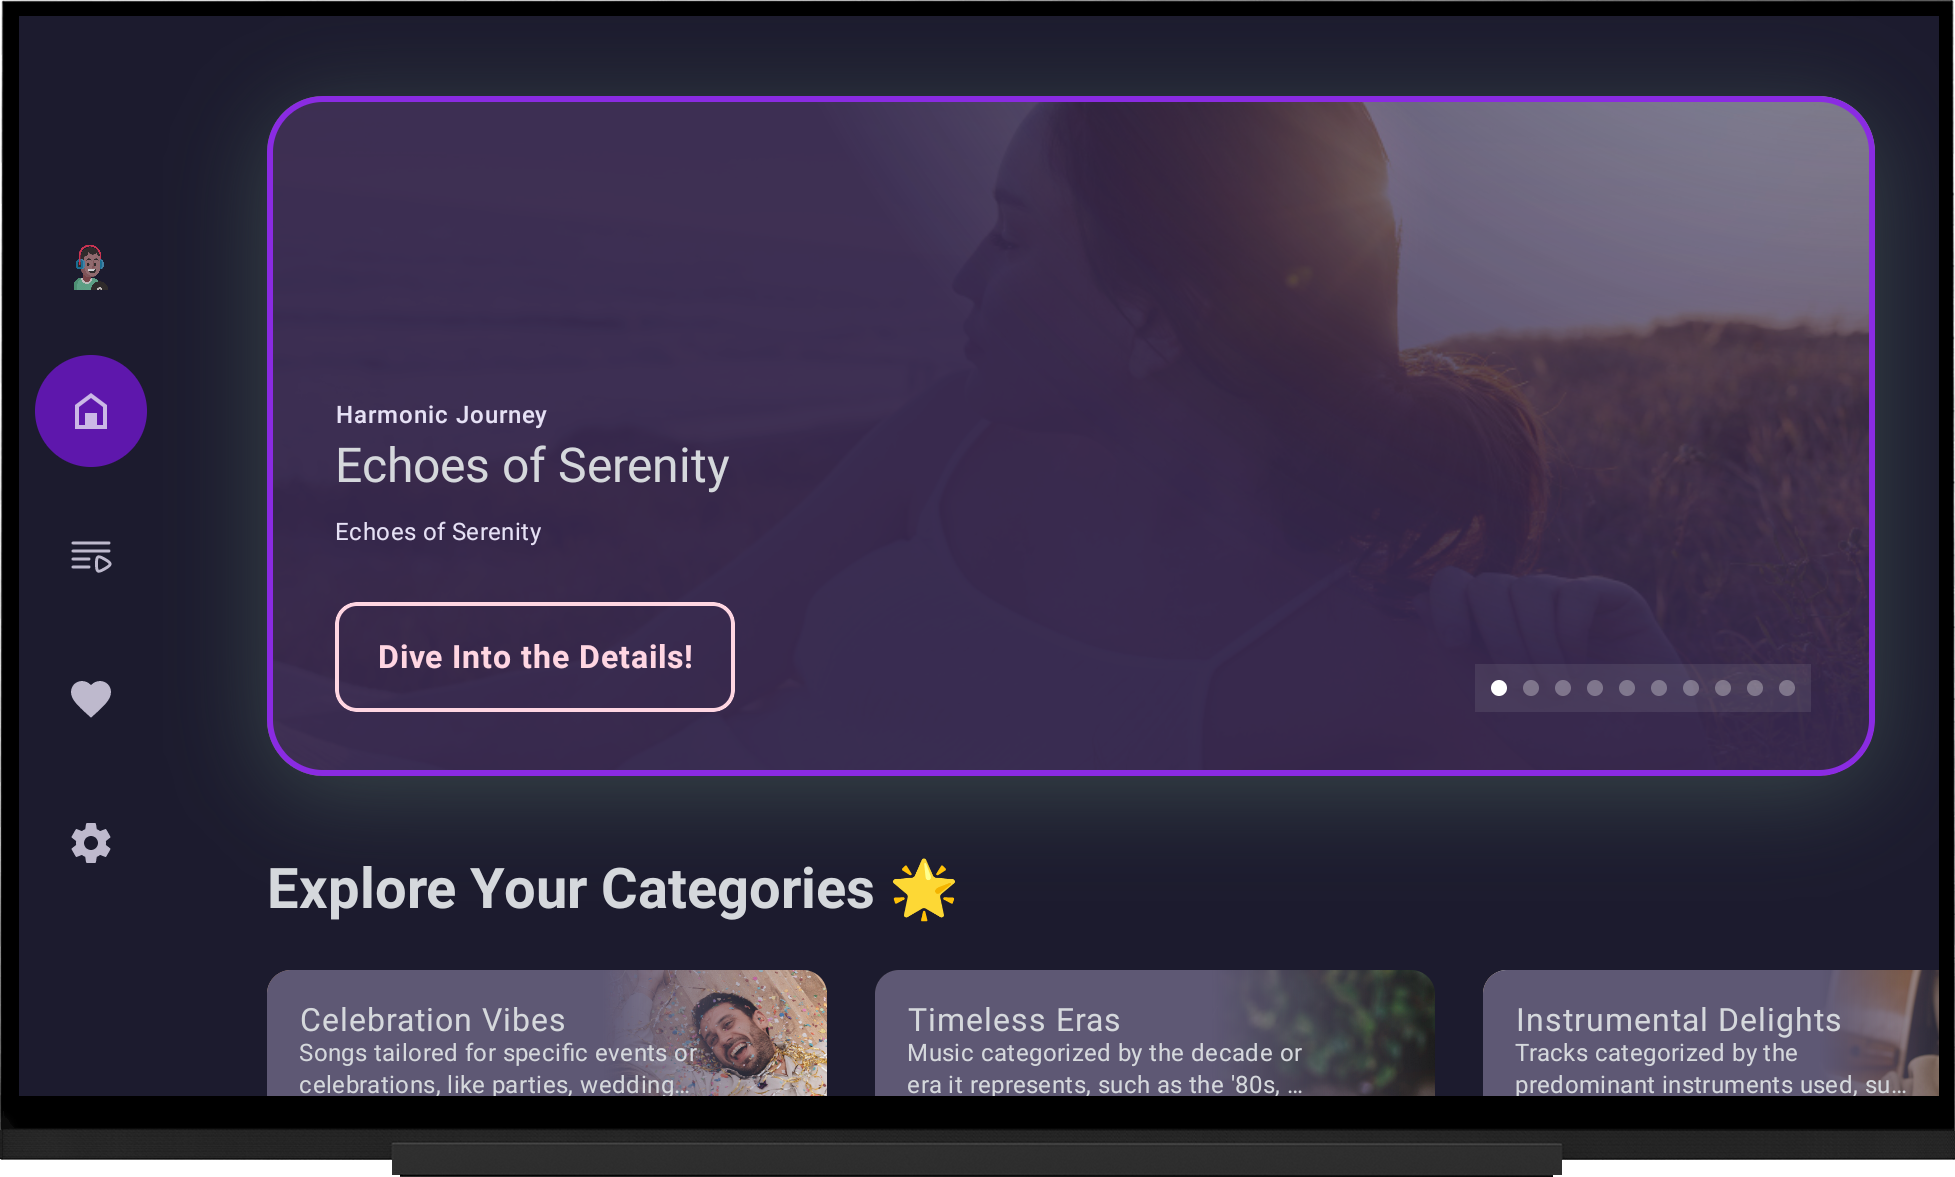 Harmonic Journey
Echoes of Serenity
Echoes of Serenity
Dive Into the Details!
Explore Your Categories 🌟
Celebration Vibes
Songs tailored for specific events or
celebrations, like parties, wedding...
Timeless Eras
Music categorized by the decade or
era it represents, such as the '80s, ...
Instrumental Delights
Tracks categorized by the
predominant instruments used, su...